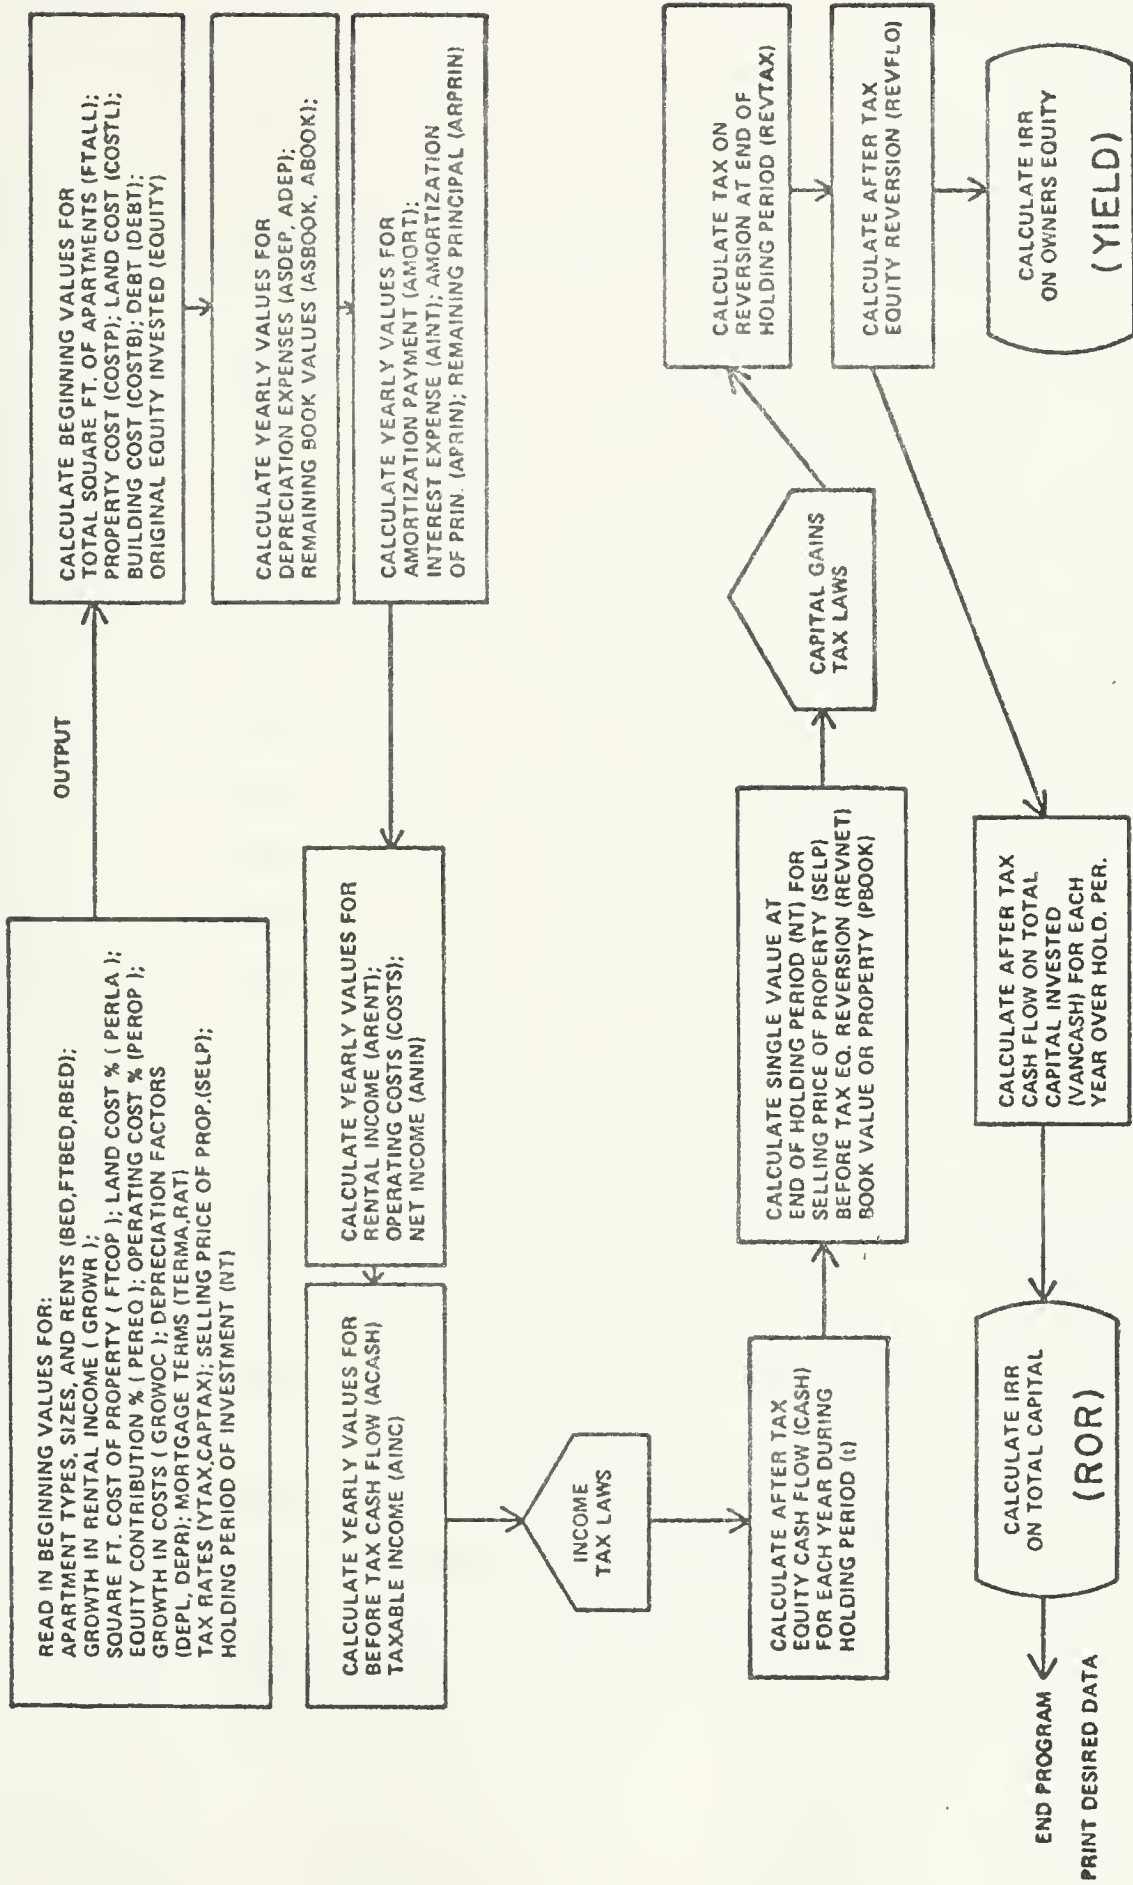 READ IN BEGINNING VALUES FOR:
APARTMENT TYPES, SIZES, AND RENTS (BED,FTBED,RBED);
GROWTH IN RENTAL INCOME ( GROWR );
SQUARE FT. COST OF PROPERTY ( FTCOP ); LAND COST % ( PERLA );
EQUITY CONTRIBUTION % ( PEREQ ); OPERATING COST % (PEROP );
GROWTH IN COSTS ( GROWOC ); DEPRECIATION FACTORS
(DEPL, DEPR); MORTGAGE TERMS (TERMA,RAT)
TAX RATES (YTAX,CAPTAX); SELLING PRICE OF PROP.(SELP);
HOLDING PERIOD OF INVESTMENT (NT)
OUTPUT
CALCULATE BEGINNING VALUES FOR
TOTAL SQUARE FT. OF APARTMENTS (FTALL);
PROPERTY COST (COSTP); LAND COST (COSTL);
BUILDING COST (COSTB); DEBT (DEBT);
ORIGINAL EQUITY INVESTED (EQUITY)
CALCULATE YEARLY VALUES FOR
DEPRECIATION EXPENSES (ASDEP, ADEP);
REMAINING BOOK VALUES (ASBOOK, ABOOK);
CALCULATE YEARLY VALUES FOR
AMORTIZATION PAYMENT (AMORT);
INTEREST EXPENSE (AINT); AMORTIZATION
OF PRIN. (APRIN); REMAINING PRINCIPAL (ARPRIN)
CALCULATE YEARLY VALUES FOR
RENTAL INCOME (ARENT);
OPERATING COSTS (COSTS);
NET INCOME (ANIN)
CALCULATE YEARLY VALUES FOR
BEFORE TAX CASH FLOW (ACASH)
TAXABLE INCOME (AINC)
INCOME
TAX LAWS
CALCULATE AFTER TAX
EQUITY CASH FLOW (CASH)
FOR EACH YEAR DURING
HOLDING PERIOD (t)
CALCULATE SINGLE VALUE AT
END OF HOLDING PERIOD (NT) FOR
SELLING PRICE OF PROPERTY (SELP)
BEFORE TAX EQ. REVERSION (REVNET)
BOOK VALUE OR PROPERTY (PBOOK)
CAPITAL GAINS
TAX LAWS
CALCULATE TAX ON
REVERSION AT END OF
HOLDING PERIOD (REVTAX)
CALCULATE AFTER TAX
EQUITY REVERSION (REVFLO)
CALCULATE IRR
ON OWNERS EQUITY
(YIELD)
CALCULATE AFTER TAX
CASH FLOW ON TOTAL
CAPITAL INVESTED
(VANCASH) FOR EACH
YEAR OVER HOLD. PER.
CALCULATE IRR
ON TOTAL CAPITAL
(ROR)
END PROGRAM
PRINT DESIRED DATA